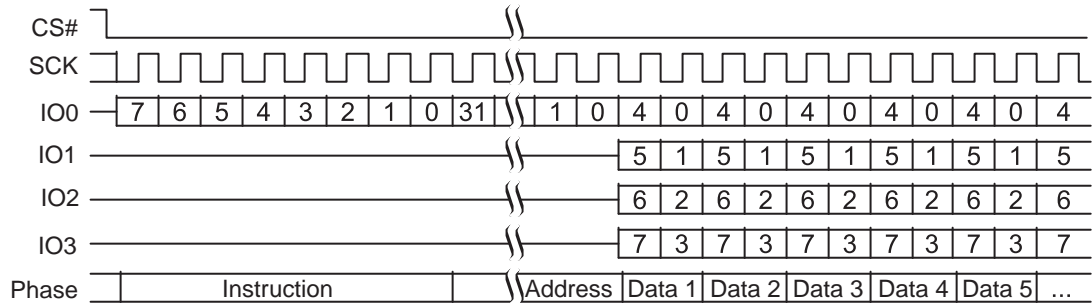 CS#
SCK
IO0 7 6 5 4 3 2 1 0 31 1 0 4 0 4 0 4 0 4 0 4 0 4
IO1 5 1 5 1 5 1 5 1 5 1 5
IO2 6 2 6 2 6 2 6 2 6 2 6
IO3 7 3 7 3 7 3 7 3 7 3 7
Phase Instruction Address Data 1 Data 2 Data 3 Data 4 Data 5 ...